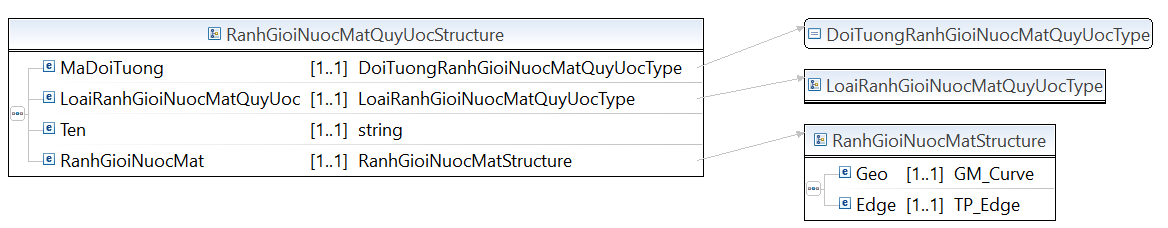 RanhGioiNuocMatQuyUocStructure
MaDoiTuong [1..1] DoiTuongRanhGioiNuocMatQuyUocType
LoaiRanhGioiNuocMatQuyUoc [1..1] LoaiRanhGioiNuocMatQuyUocType
Ten [1..1] string
RanhGioiNuocMat [1..1] RanhGioiNuocMatStructure
DoiTuongRanhGioiNuocMatQuyUocType
LoaiRanhGioiNuocMatQuyUocType
RanhGioiNuocMatStructure
Geo [1..1] GM_Curve
Edge [1..1] TP_Edge